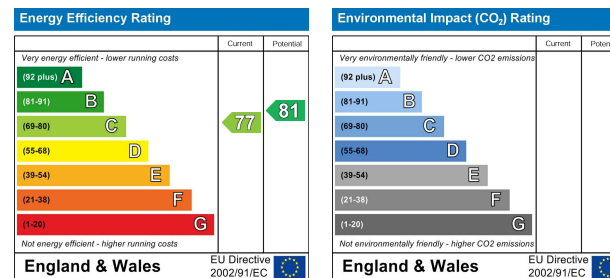 Energy Efficiency Rating
Current Potential
Very energy efficient - lower running costs
(92 plus) A
(81-91) B
(69-80) C
(55-68) D
(39-54) E
(21-38) F
(1-20) G
77
81
Not energy efficient - higher running costs
England & Wales
EU Directive
2002/91/EC
Environmental Impact (CO2) Rating
Current
Very environmentally friendly - lower CO2 emissions
(92 plus) A
(81-91) B
(69-80) C
(55-68) D
(39-54) E
(21-38) F
(1-20) G
Not environmentally friendly - higher CO2 emissions
England & Wales
EU Directive
2002/91/EC